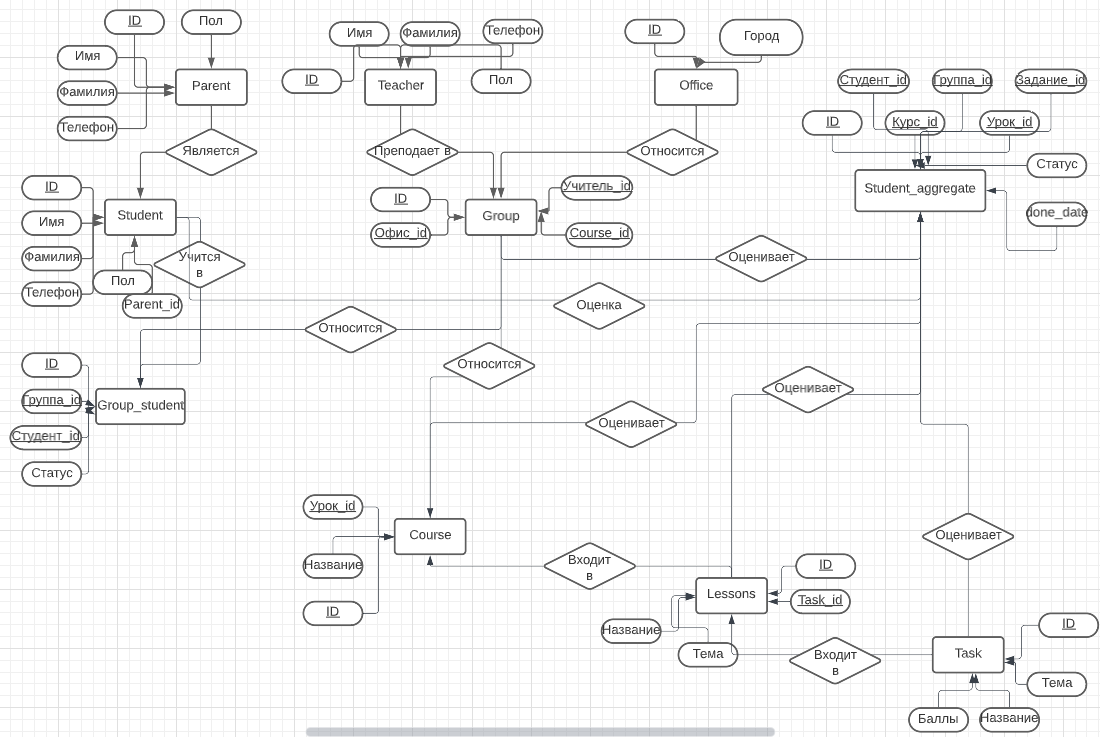 ID
Пол
Имя
Фамилия
Телефон
ID
Город
Имя
Parent
ID
Teacher
Пол
Office
Студент_id
Группа_id
Задание_id
Фамилия
Телефон
ID
Курс_id
Урок_id
Является
Преподает в
Относится
Статус
ID
Student
ID
Group
Учитель_id
Student_aggregate
Имя
Офис_id
Course_id
done_date
Фамилия
Учится
в
Оценивает
Телефон
Пол
Parent_id
Оценка
Относится
ID
Относится
Группа_id
Group_student
Оценивает
Студент_id
Оценивает
Статус
Урок_id
Course
Оценивает
Название
Входит
в
ID
ID
Lessons
Task_id
Название
ID
Тема
Входит
в
Task
Тема
Баллы
Название